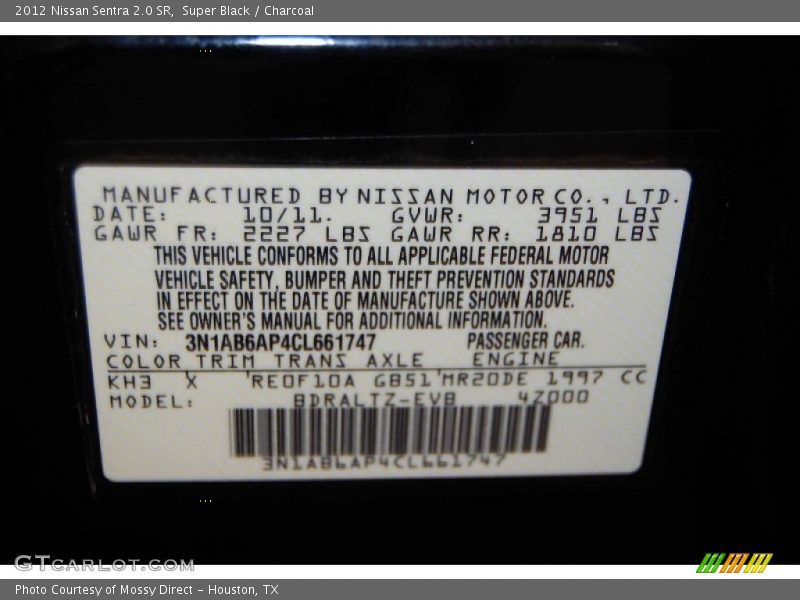 2012 Nissan Sentra 2.0 SR, Super Black / Charcoal
MANUFACTURED BY NISSAN MOTOR CO., LTD.
DATE: 10/11. GVWR: 3951 LBS
GAWR FR: 2227 LBS GAWR RR: 1810 LBS
THIS VEHICLE CONFORMS TO ALL APPLICABLE FEDERAL MOTOR
VEHICLE SAFETY, BUMPER AND THEFT PREVENTION STANDARDS
IN EFFECT ON THE DATE OF MANUFACTURE SHOWN ABOVE.
SEE OWNER'S MANUAL FOR ADDITIONAL INFORMATION.
VIN: 3N1AB6AP4CL661747 PASSENGER CAR.
COLOR TRIM TRANS AXLE ENGINE
KH3 X RE0F10A GB51 MR20DE 1997 CC
MODEL: BDRALTZ-EVB 4Z000
3N1AB6AP4CL661747
GTCARLOT.COM
Photo Courtesy of Mossy Direct – Houston, TX